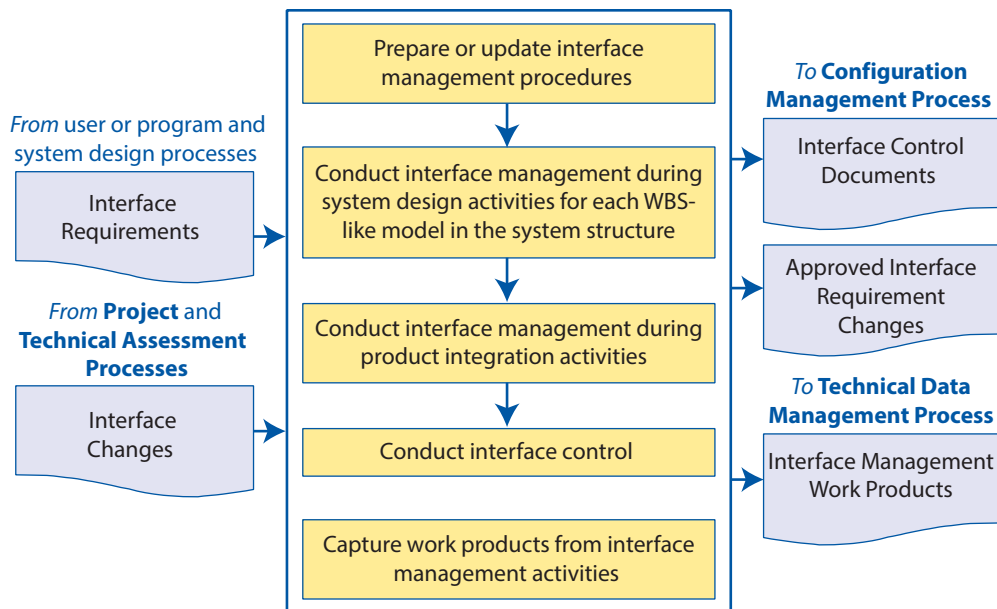 From user or program and
system design processes
Interface
Requirements
From Project and
Technical Assessment
Processes
Interface
Changes
Prepare or update interface
management procedures
Conduct interface management during
system design activities for each WBS-
like model in the system structure
Conduct interface management during
product integration activities
Conduct interface control
Capture work products from interface
management activities
To Configuration
Management Process
Interface Control
Documents
Approved Interface
Requirement
Changes
To Technical Data
Management Process
Interface Management
Work Products